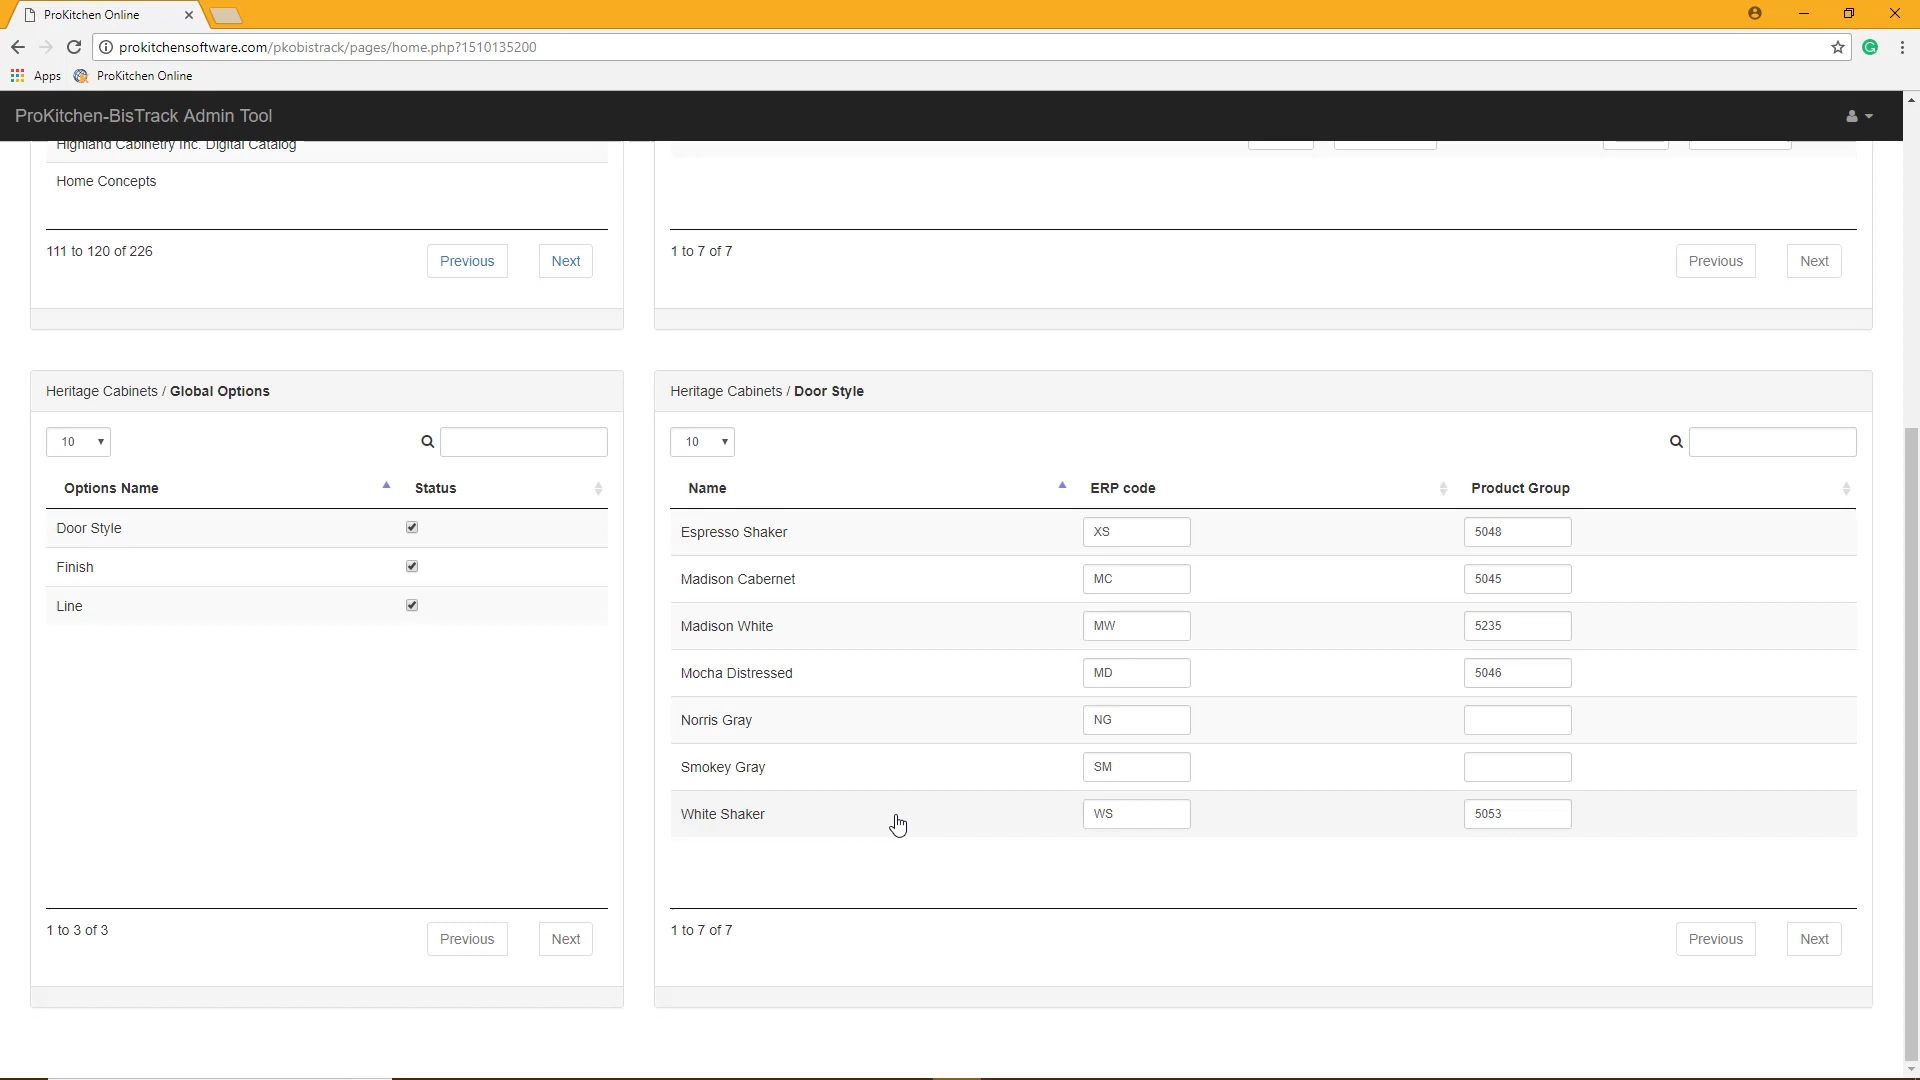 ProKitchen Online
prokitchensoftware.com/pkobistrack/pages/home.php?1510135200
Apps ProKitchen Online
ProKitchen-BisTrack Admin Tool
Highland Cabinetry Inc. Digital Catalog
Home Concepts
111 to 120 of 226 Previous Next
1 to 7 of 7 Previous Next
Heritage Cabinets / Global Options
10
Options Name Status
Door Style
Finish
Line
1 to 3 of 3 Previous Next
Heritage Cabinets / Door Style
10
Name ERP code Product Group
Espresso Shaker XS 5048
Madison Cabernet MC 5045
Madison White MW 5235
Mocha Distressed MD 5046
Norris Gray NG
Smokey Gray SM
White Shaker WS 5053
1 to 7 of 7 Previous Next